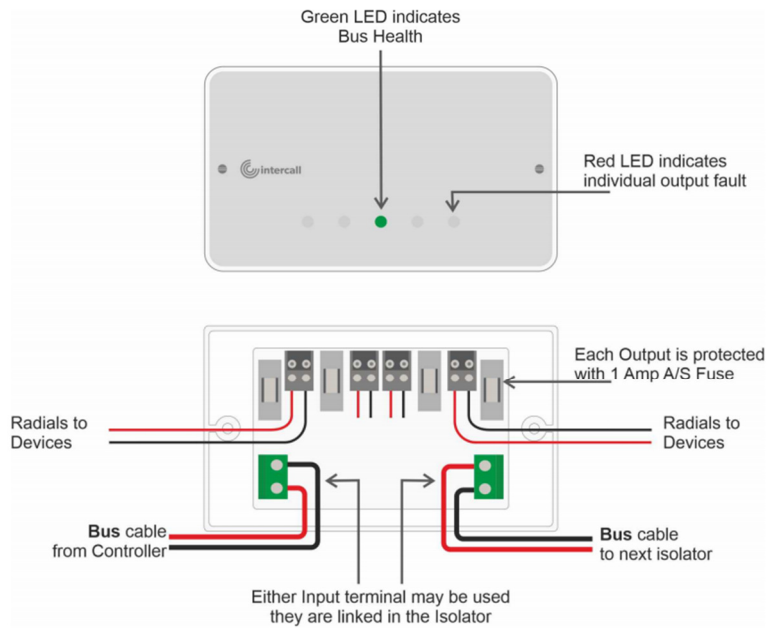 Green LED indicates
Bus Health
intercall
Red LED indicates
individual output fault
Each Output is protected
with 1 Amp A/S Fuse
Radials to
Devices
Radials to
Devices
Bus cable
from Controller
Bus cable
to next isolator
Either Input terminal may be used
they are linked in the Isolator